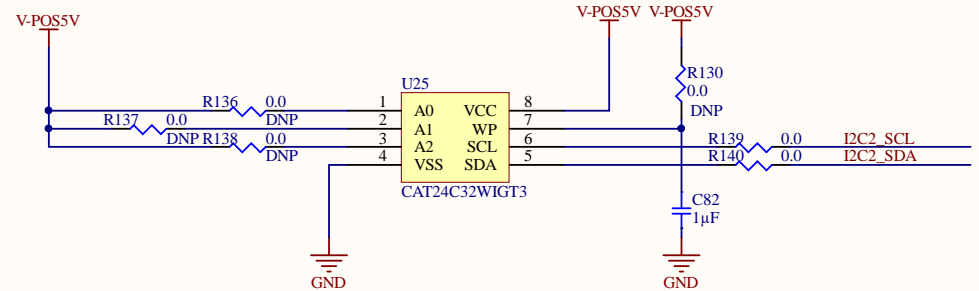 V-POS5V
V-POS5V V-POS5V
R130
0.0
DNP
U25
R136 0.0
DNP
R137 0.0
DNP
R138 0.0
DNP
1 A0 VCC 8
2 A1 WP 7
3 A2 SCL 6
4 VSS SDA 5
CAT24C32WIGT3
R139 0.0 I2C2_SCL
R140 0.0 I2C2_SDA
C82
1µF
GND
GND